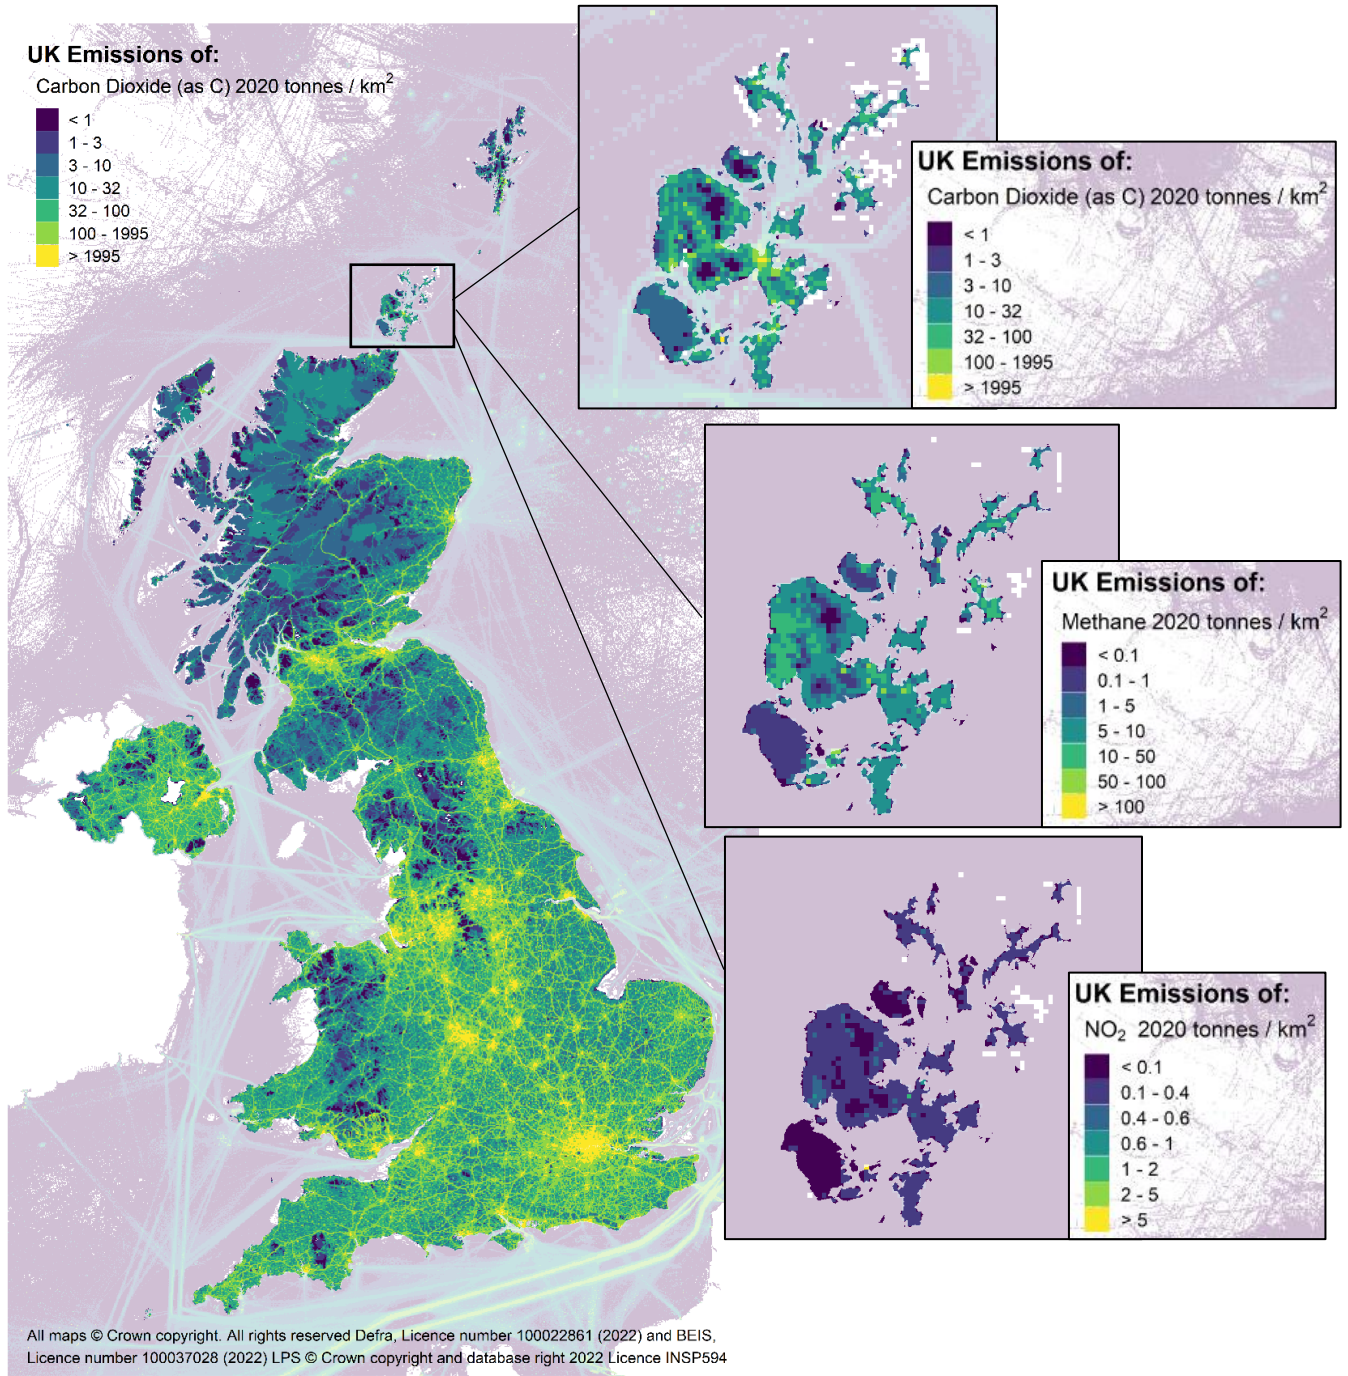 UK Emissions of:
Carbon Dioxide (as C) 2020 tonnes / km²
< 1
1 - 3
3 - 10
10 - 32
32 - 100
100 - 1995
> 1995
UK Emissions of:
Carbon Dioxide (as C) 2020 tonnes / km²
< 1
1 - 3
3 - 10
10 - 32
32 - 100
100 - 1995
> 1995
UK Emissions of:
Methane 2020 tonnes / km²
< 0.1
0.1 - 1
1 - 5
5 - 10
10 - 50
50 - 100
> 100
UK Emissions of:
NO₂ 2020 tonnes / km²
< 0.1
0.1 - 0.4
0.4 - 0.6
0.6 - 1
1 - 2
2 - 5
> 5
All maps © Crown copyright. All rights reserved Defra, Licence number 100022861 (2022) and BEIS,
Licence number 100037028 (2022) LPS © Crown copyright and database right 2022 Licence INSP594